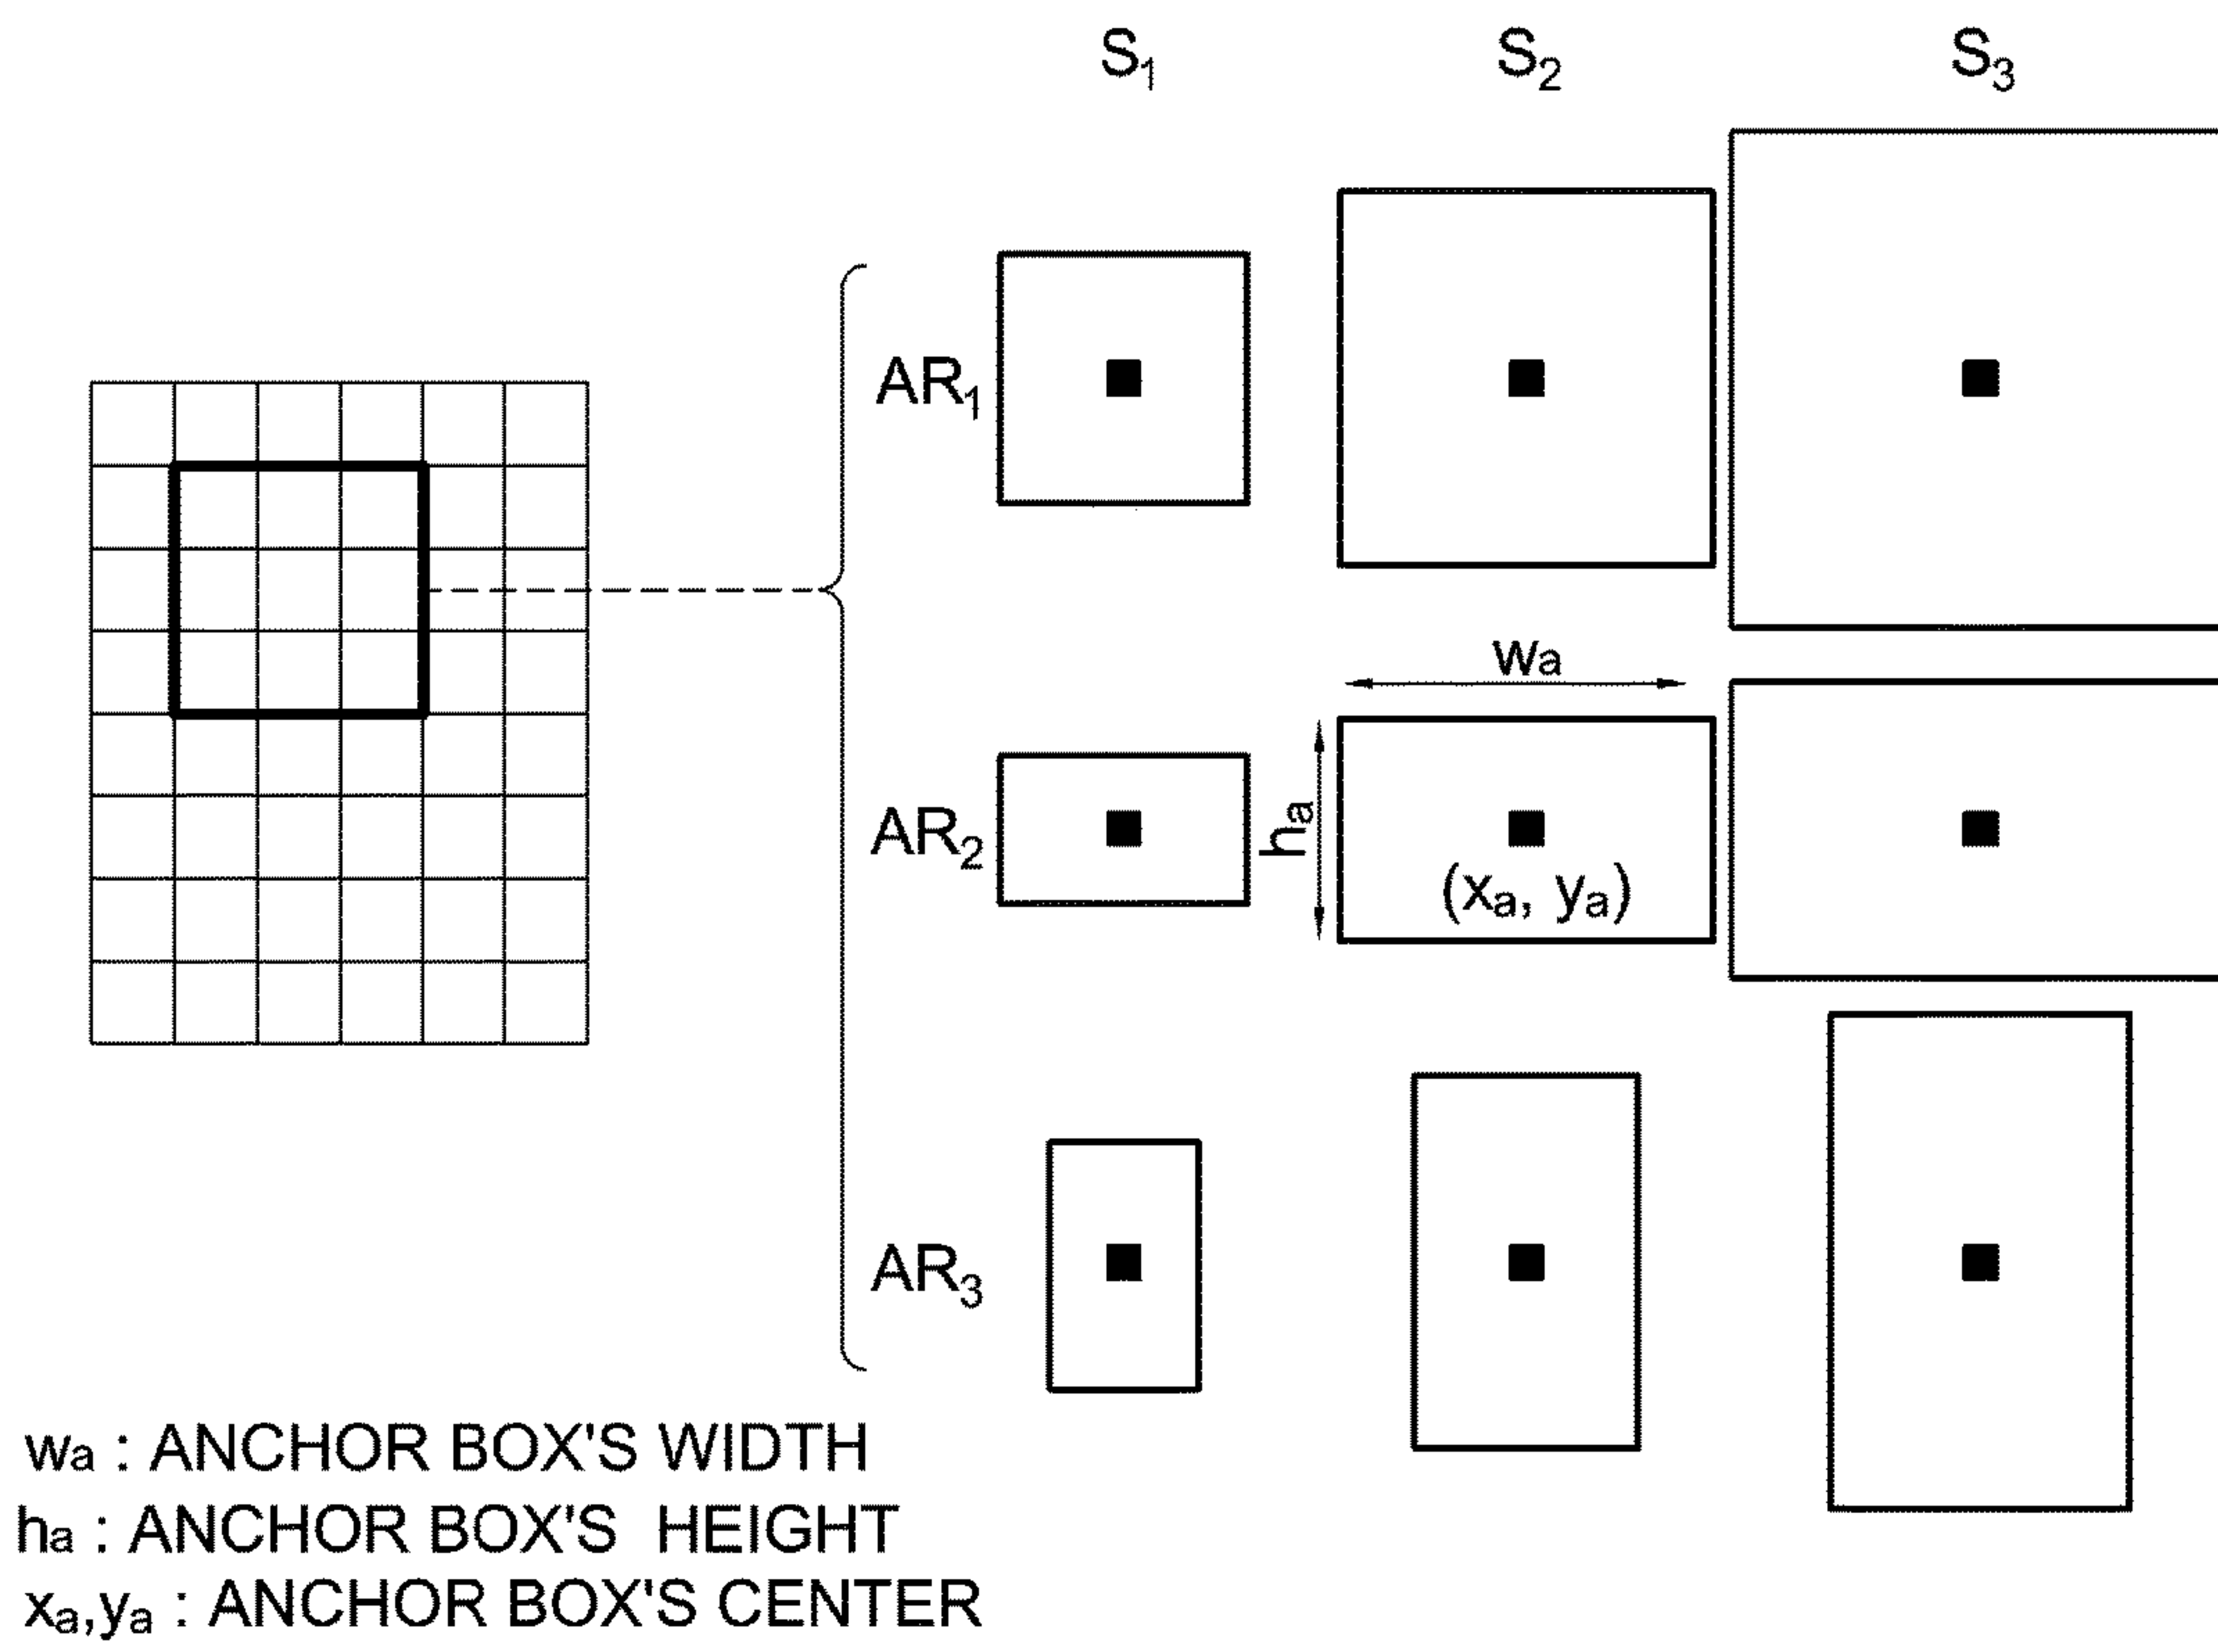 S₁ S₂ S₃
AR₁
wₐ
AR₂
hₐ
(xₐ, yₐ)
AR₃
wₐ : ANCHOR BOX'S WIDTH
hₐ : ANCHOR BOX'S HEIGHT
xₐ,yₐ : ANCHOR BOX'S CENTER